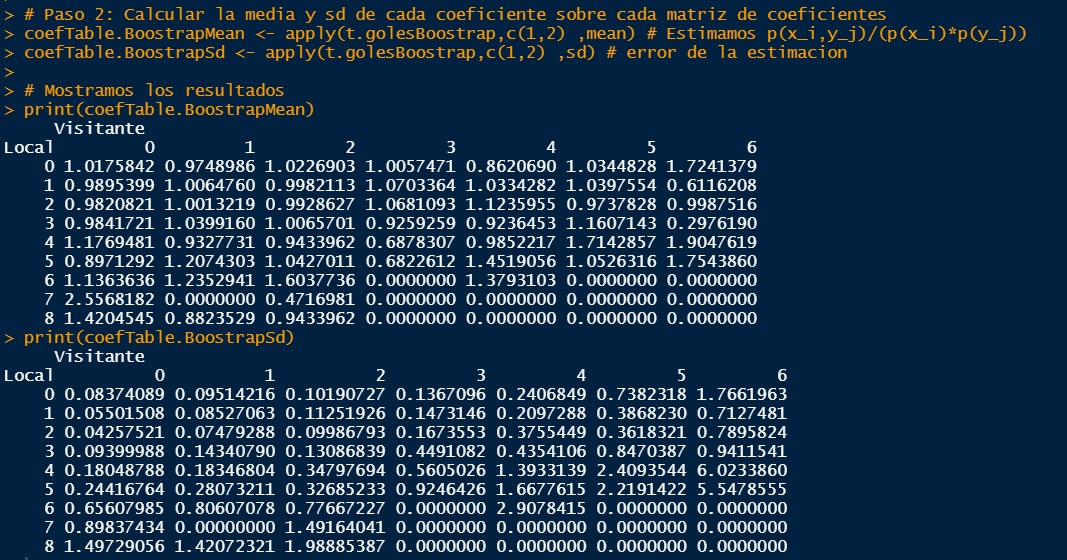 > # Paso 2: Calcular la media y sd de cada coeficiente sobre cada matriz de coeficientes
> coefTable.BoostrapMean <- apply(t.golesBoostrap,c(1,2) ,mean) # Estimamos p(x_i,y_j)/(p(x_i)*p(y_j))
> coefTable.BoostrapSd <- apply(t.golesBoostrap,c(1,2) ,sd) # error de la estimacion
>
> # Mostramos los resultados
> print(coefTable.BoostrapMean)
     Visitante
Local         0         1         2         3         4         5         6
    0 1.0175842 0.9748986 1.0226903 1.0057471 0.8620690 1.0344828 1.7241379
    1 0.9895399 1.0064760 0.9982113 1.0703364 1.0334282 1.0397554 0.6116208
    2 0.9820821 1.0013219 0.9928627 1.0681093 1.1235955 0.9737828 0.9987516
    3 0.9841721 1.0399160 1.0065701 0.9259259 0.9236453 1.1607143 0.2976190
    4 1.1769481 0.9327731 0.9433962 0.6878307 0.9852217 1.7142857 1.9047619
    5 0.8971292 1.2074303 1.0427011 0.6822612 1.4519056 1.0526316 1.7543860
    6 1.1363636 1.2352941 1.6037736 0.0000000 1.3793103 0.0000000 0.0000000
    7 2.5568182 0.0000000 0.4716981 0.0000000 0.0000000 0.0000000 0.0000000
    8 1.4204545 0.8823529 0.9433962 0.0000000 0.0000000 0.0000000 0.0000000
> print(coefTable.BoostrapSd)
     Visitante
Local          0          1          2         3         4         5         6
    0 0.08374089 0.09514216 0.10190727 0.1367096 0.2406849 0.7382318 1.7661963
    1 0.05501508 0.08527063 0.11251926 0.1473146 0.2097288 0.3868230 0.7127481
    2 0.04257521 0.07479288 0.09986793 0.1673553 0.3755449 0.3618321 0.7895824
    3 0.09399988 0.14340790 0.13086839 0.4491082 0.4354106 0.8470387 0.9411541
    4 0.18048788 0.18346804 0.34797694 0.5605026 1.3933139 2.4093544 6.0233860
    5 0.24416764 0.28073211 0.32685233 0.9246426 1.6677615 2.2191422 5.5478555
    6 0.65607985 0.80607078 0.77667227 0.0000000 2.9078415 0.0000000 0.0000000
    7 0.89837434 0.00000000 1.49164041 0.0000000 0.0000000 0.0000000 0.0000000
    8 1.49729056 1.42072321 1.98885387 0.0000000 0.0000000 0.0000000 0.0000000